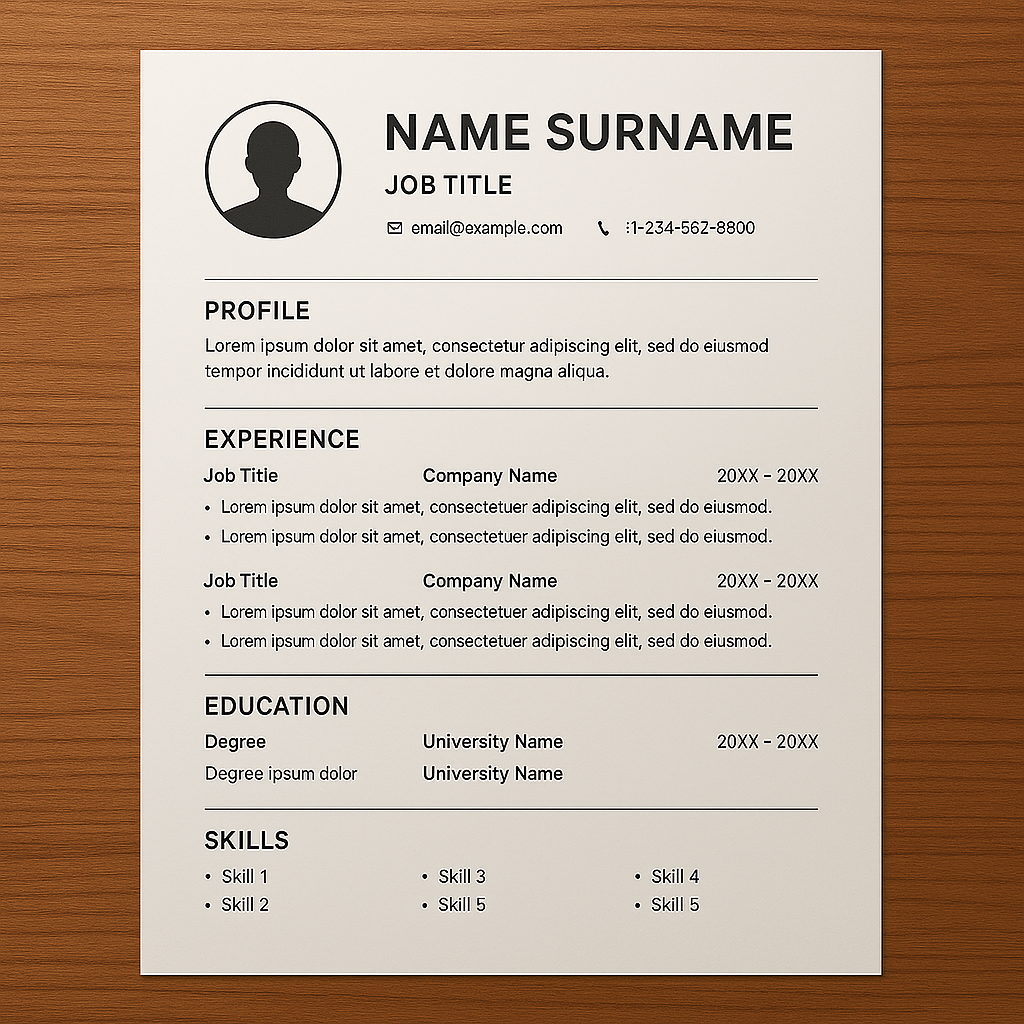 NAME SURNAME
JOB TITLE
email@example.com :1-234-562-8800
PROFILE
Lorem ipsum dolor sit amet, consectetur adipiscing elit, sed do eiusmod
tempor incididunt ut labore et dolore magna aliqua.
EXPERIENCE
Job Title Company Name 20XX – 20XX
• Lorem ipsum dolor sit amet, consectetuer adipiscing elit, sed do eiusmod.
• Lorem ipsum dolor sit amet, consectetuer adipiscing elit, sed do eiusmod.
Job Title Company Name 20XX – 20XX
• Lorem ipsum dolor sit amet, consectetuer adipiscing elit, sed do eiusmod.
• Lorem ipsum dolor sit amet, consectetuer adipiscing elit, sed do eiusmod.
EDUCATION
Degree University Name 20XX – 20XX
Degree ipsum dolor University Name
SKILLS
• Skill 1 • Skill 3 • Skill 4
• Skill 2 • Skill 5 • Skill 5